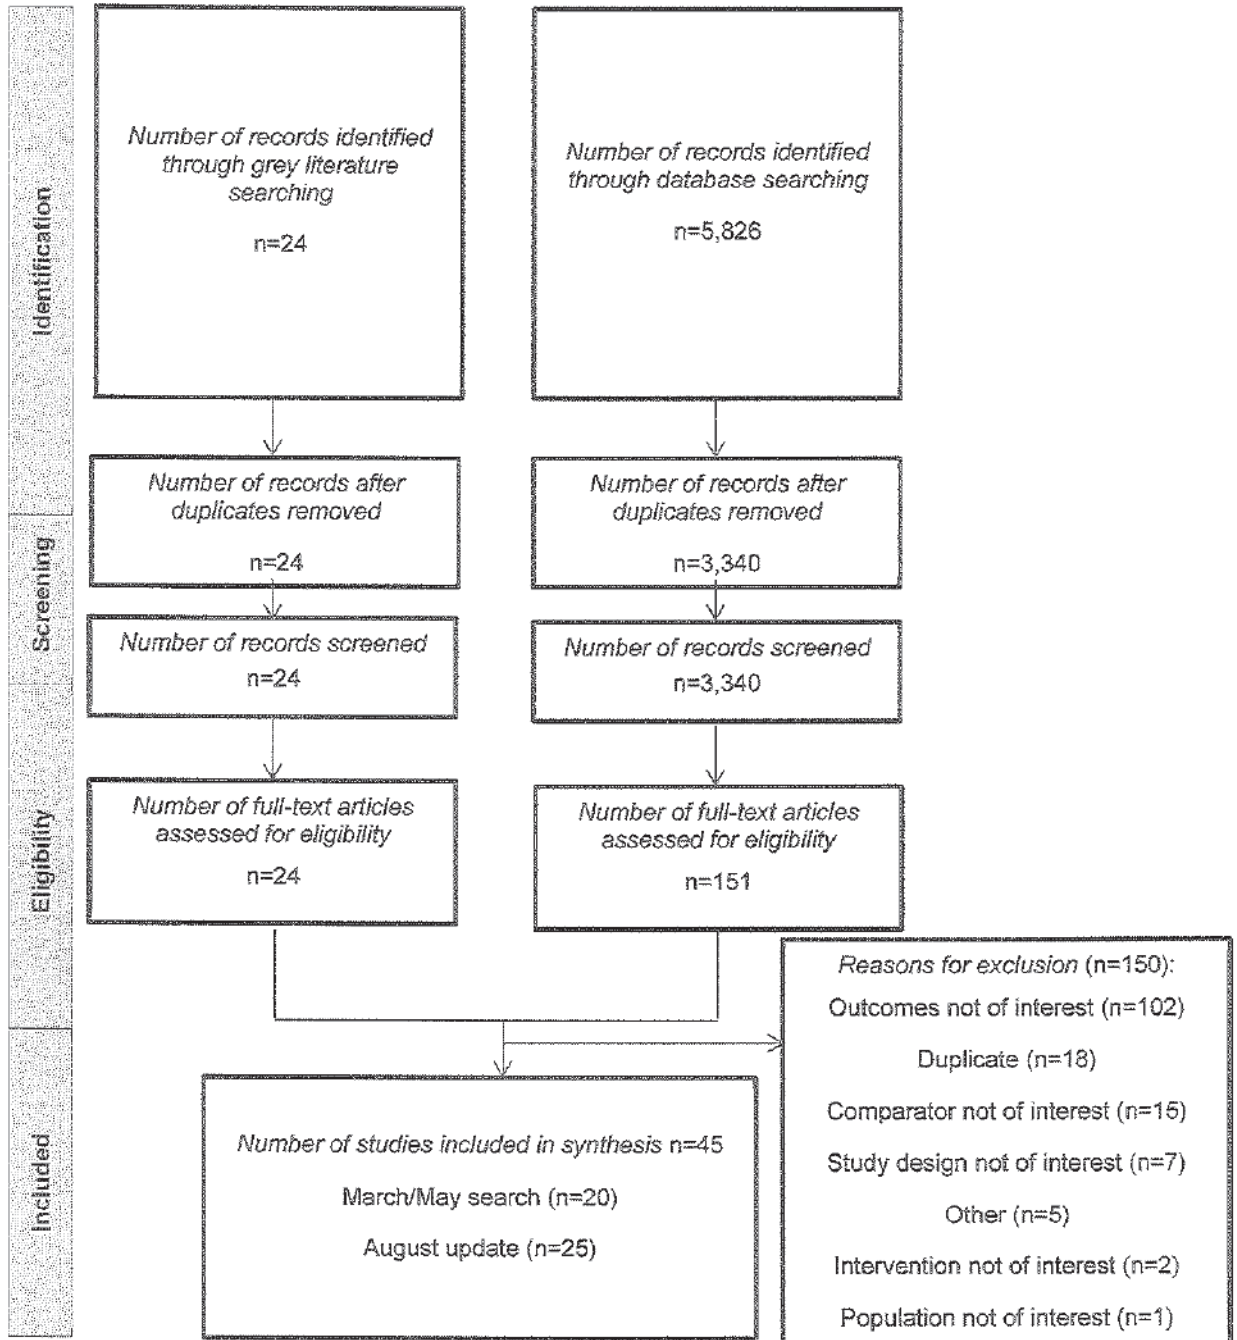 Identification
Number of records identified
through grey literature
searching
n=24
Number of records identified
through database searching
n=5,826
Number of records after
duplicates removed
n=24
Number of records after
duplicates removed
n=3,340
Screening
Number of records screened
n=24
Number of records screened
n=3,340
Eligibility
Number of full-text articles
assessed for eligibility
n=24
Number of full-text articles
assessed for eligibility
n=151
Reasons for exclusion (n=150):
Outcomes not of interest (n=102)
Duplicate (n=18)
Comparator not of interest (n=15)
Study design not of interest (n=7)
Other (n=5)
Intervention not of interest (n=2)
Population not of interest (n=1)
Included
Number of studies included in synthesis n=45
March/May search (n=20)
August update (n=25)